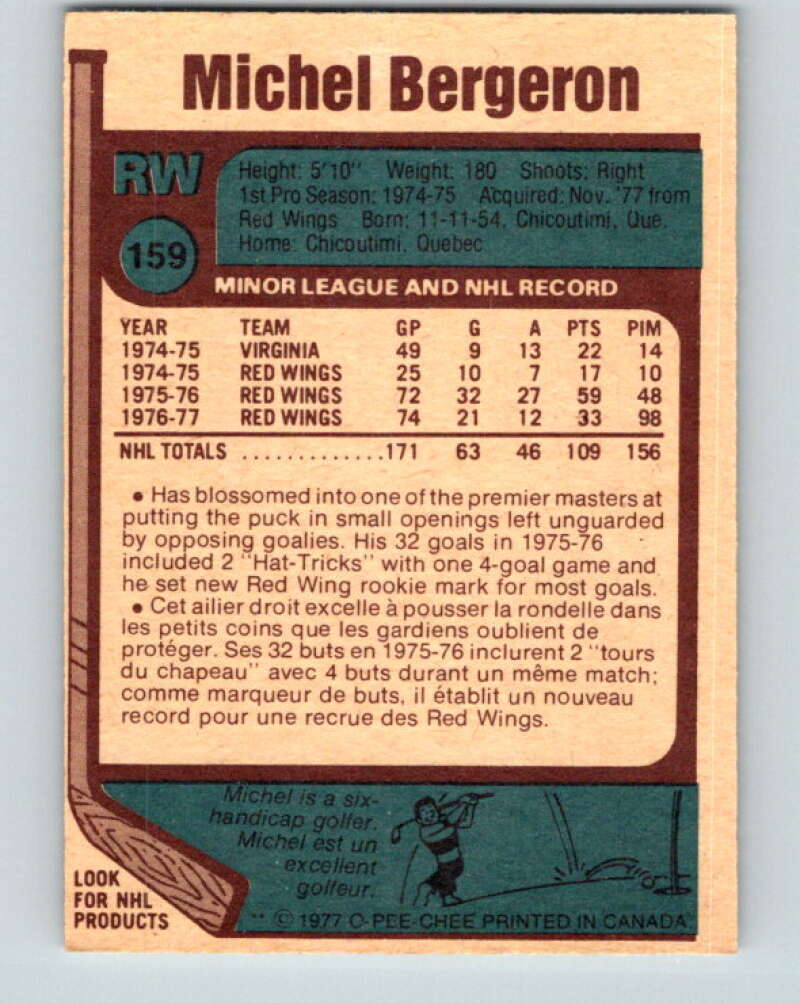 Michel Bergeron
RW
159
Height: 5'10" Weight: 180 Shoots: Right
1st Pro Season: 1974-75 Acquired: Nov. '77 from
Red Wings Born: 11-11-54, Chicoutimi, Que.
Home: Chicoutimi, Quebec
MINOR LEAGUE AND NHL RECORD
YEAR TEAM GP G A PTS PIM
1974-75 VIRGINIA 49 9 13 22 14
1974-75 RED WINGS 25 10 7 17 10
1975-76 RED WINGS 72 32 27 59 48
1976-77 RED WINGS 74 21 12 33 98
NHL TOTALS .............171 63 46 109 156
• Has blossomed into one of the premier masters at
putting the puck in small openings left unguarded
by opposing goalies. His 32 goals in 1975-76
included 2 "Hat-Tricks" with one 4-goal game and
he set new Red Wing rookie mark for most goals.
• Cet ailier droit excelle à pousser la rondelle dans
les petits coins que les gardiens oublient de
protéger. Ses 32 buts en 1975-76 inclurent 2 "tours
du chapeau" avec 4 buts durant un même match;
comme marqueur de buts, il établit un nouveau
record pour une recrue des Red Wings.
Michel is a six-
handicap golfer.
Michel est un
excellent
golfeur.
LOOK
FOR NHL
PRODUCTS
** © 1977 O-PEE-CHEE PRINTED IN CANADA